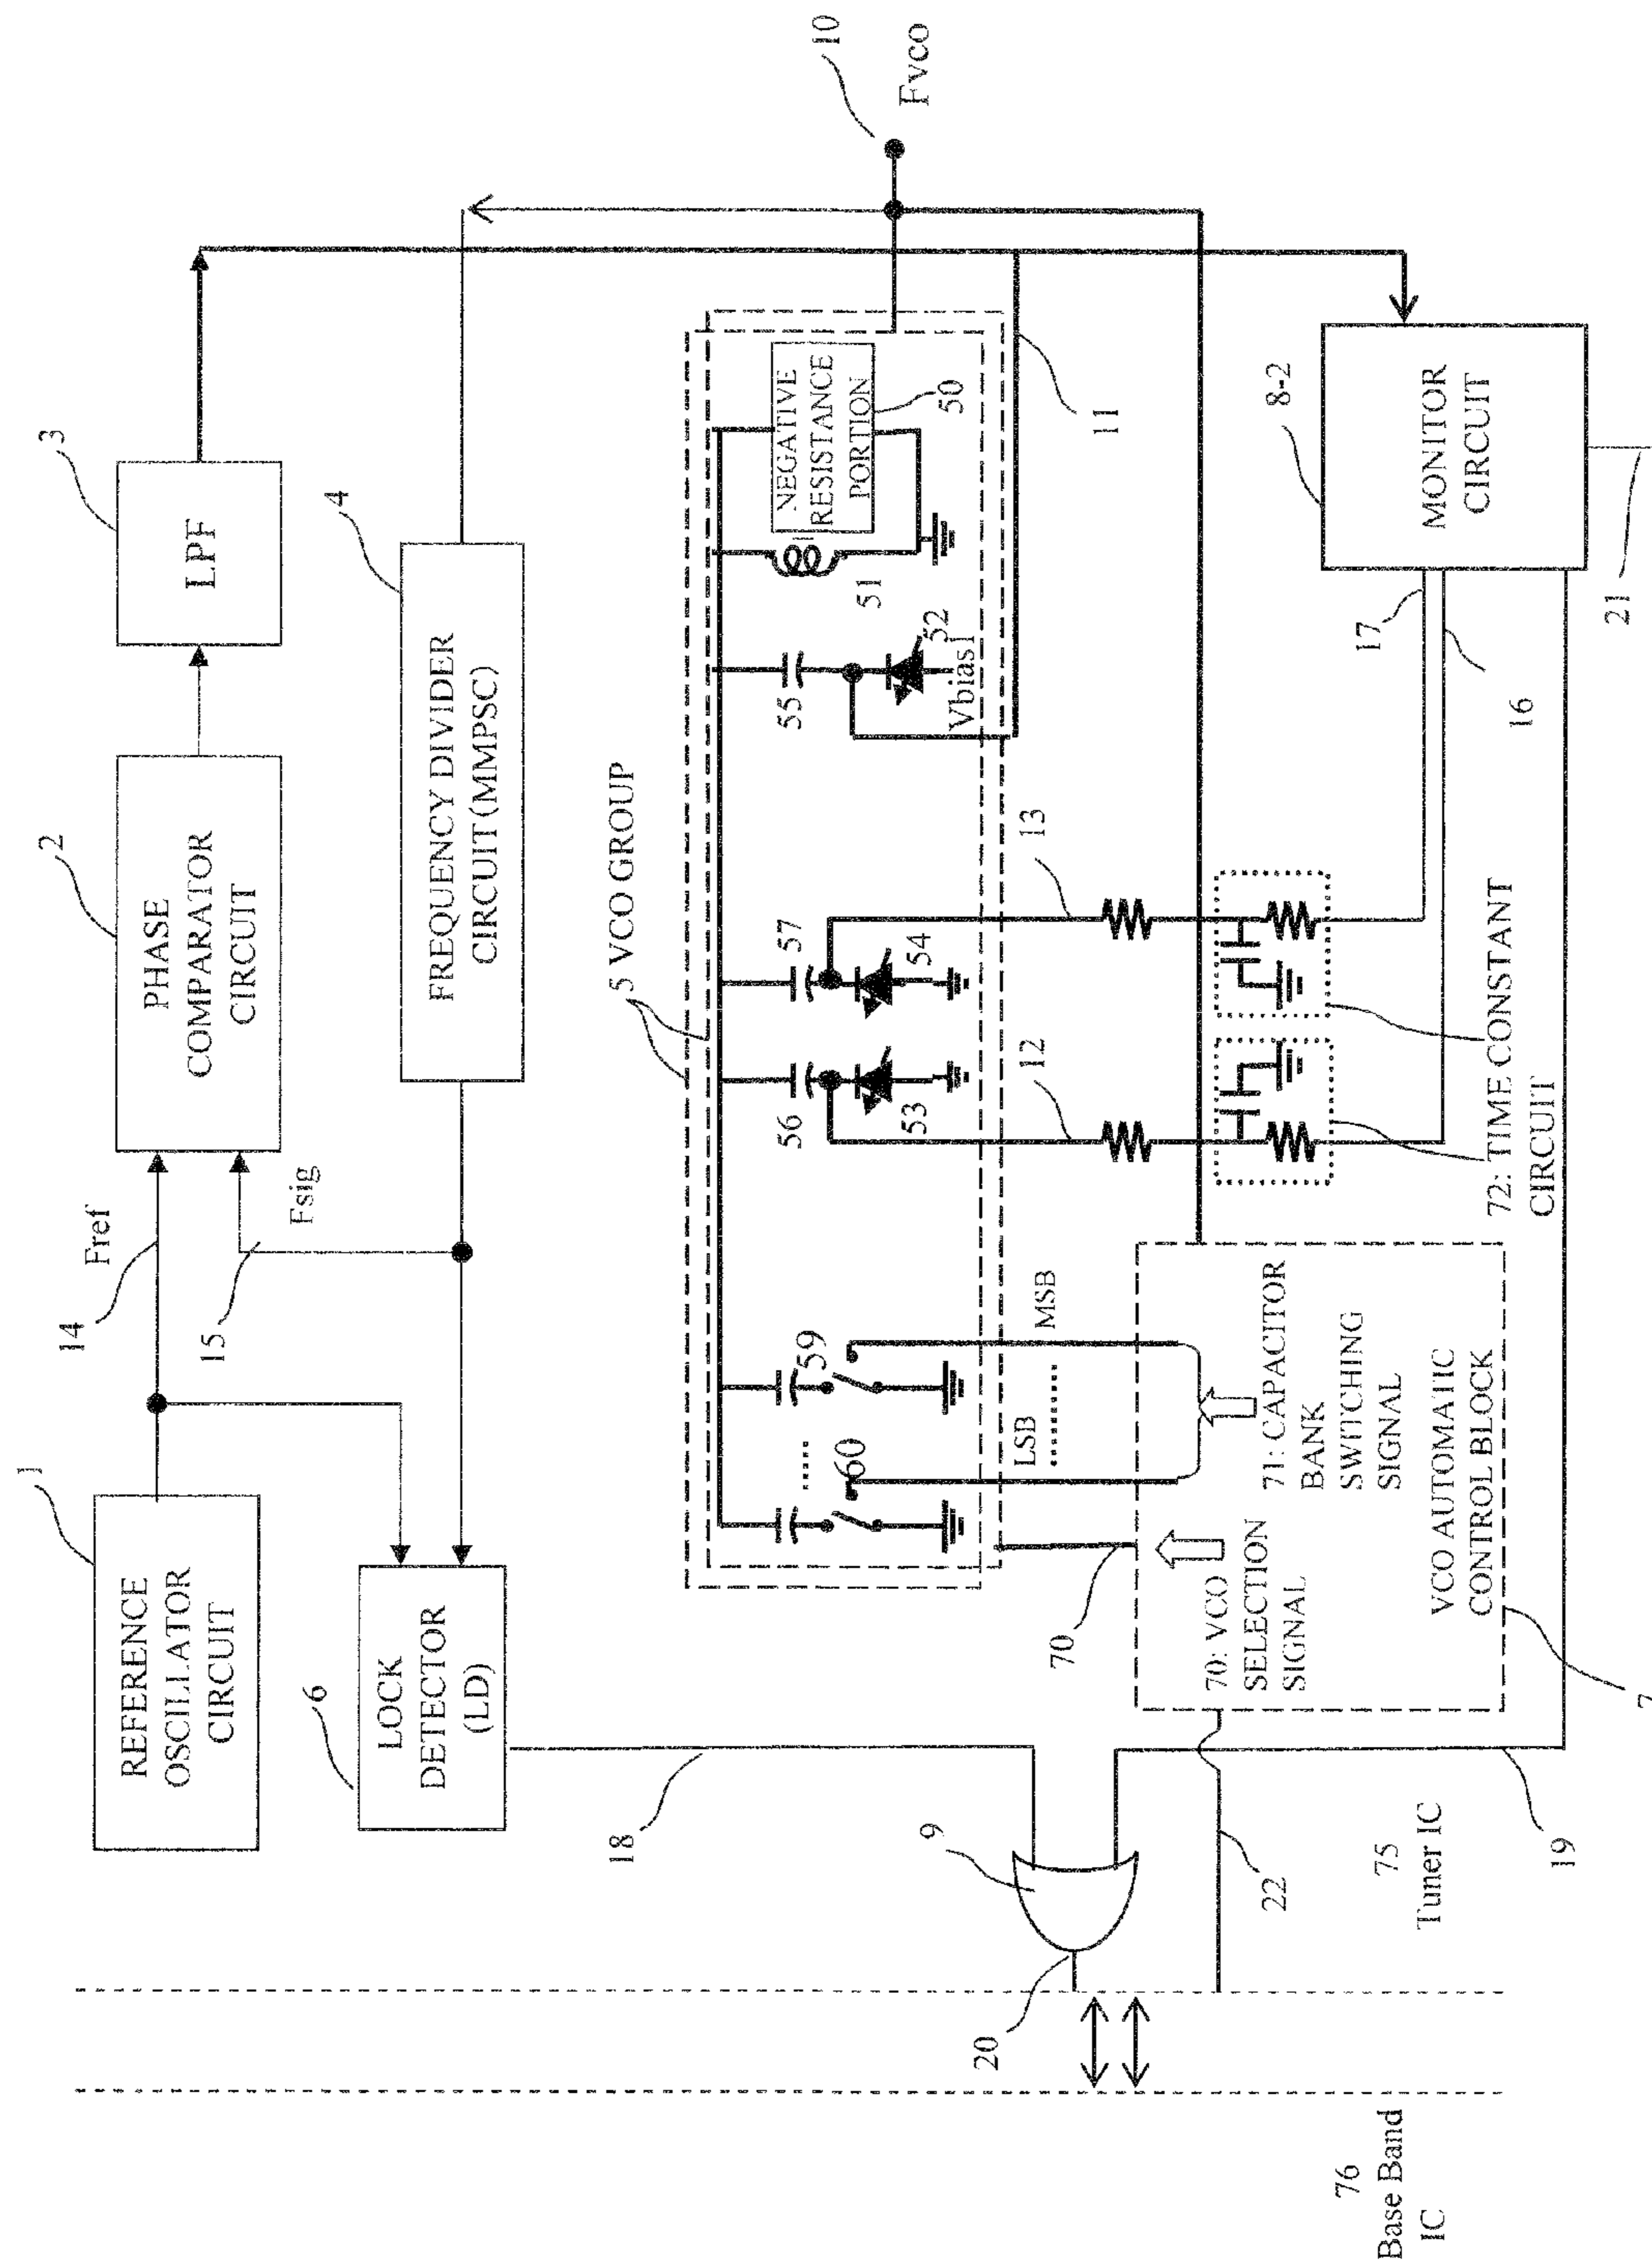 1
REFERENCE
OSCILLATOR
CIRCUIT
14
Fref
2
PHASE
COMPARATOR
CIRCUIT
3
LPF
15
Fsig
4
FREQUENCY DIVIDER
CIRCUIT(MMPSC)
6
LOCK
DETECTOR
(LD)
5 VCO GROUP
10
Fvco
60
59
56
53
57
54
55
52
Vbias1
51
NEGATIVE
RESISTANCE
PORTION
50
11
18
70
LSB
MSB
12
13
9
20
70: VCO
SELECTION
SIGNAL
71: CAPACITOR
BANK
SWITCHING
SIGNAL
VCO AUTOMATIC
CONTROL BLOCK
7
22
72: TIME CONSTANT
CIRCUIT
17
16
8-2
MONITOR
CIRCUIT
21
19
75
Tuner IC
76
Base Band
IC